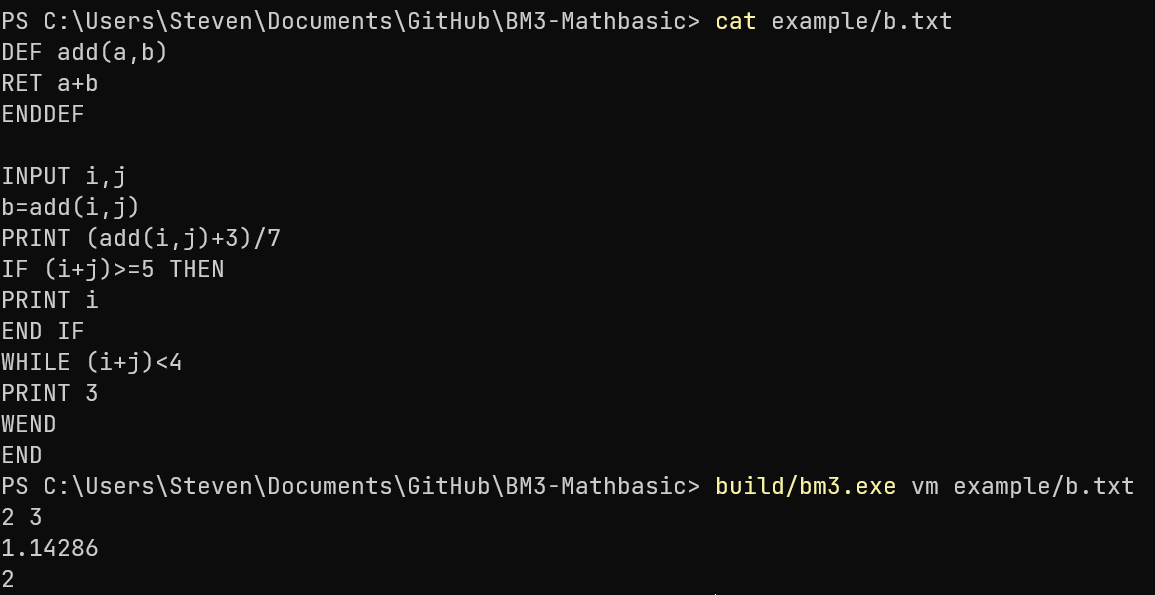 PS C:\Users\Steven\Documents\GitHub\BM3-Mathbasic> cat example/b.txt
DEF add(a,b)
RET a+b
ENDDEF

INPUT i,j
b=add(i,j)
PRINT (add(i,j)+3)/7
IF (i+j)>=5 THEN
PRINT i
END IF
WHILE (i+j)<4
PRINT 3
WEND
END
PS C:\Users\Steven\Documents\GitHub\BM3-Mathbasic> build/bm3.exe vm example/b.txt
2 3
1.14286
2